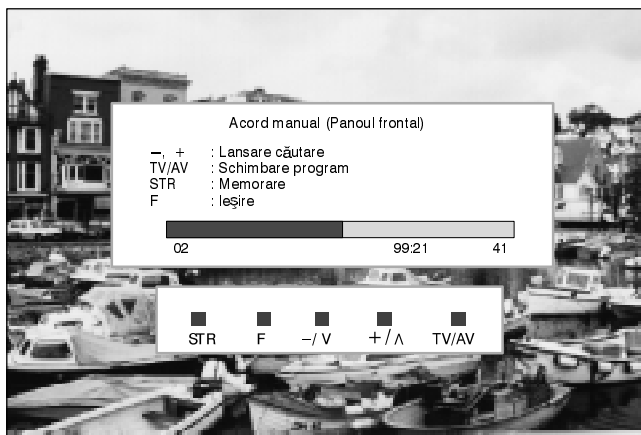 Acord manual (Panoul frontal)
–, + : Lansare căutare
TV/AV : Schimbare program
STR : Memorare
F : Ieşire
02 99:21 41
STR F –/∨ +/∧ TV/AV